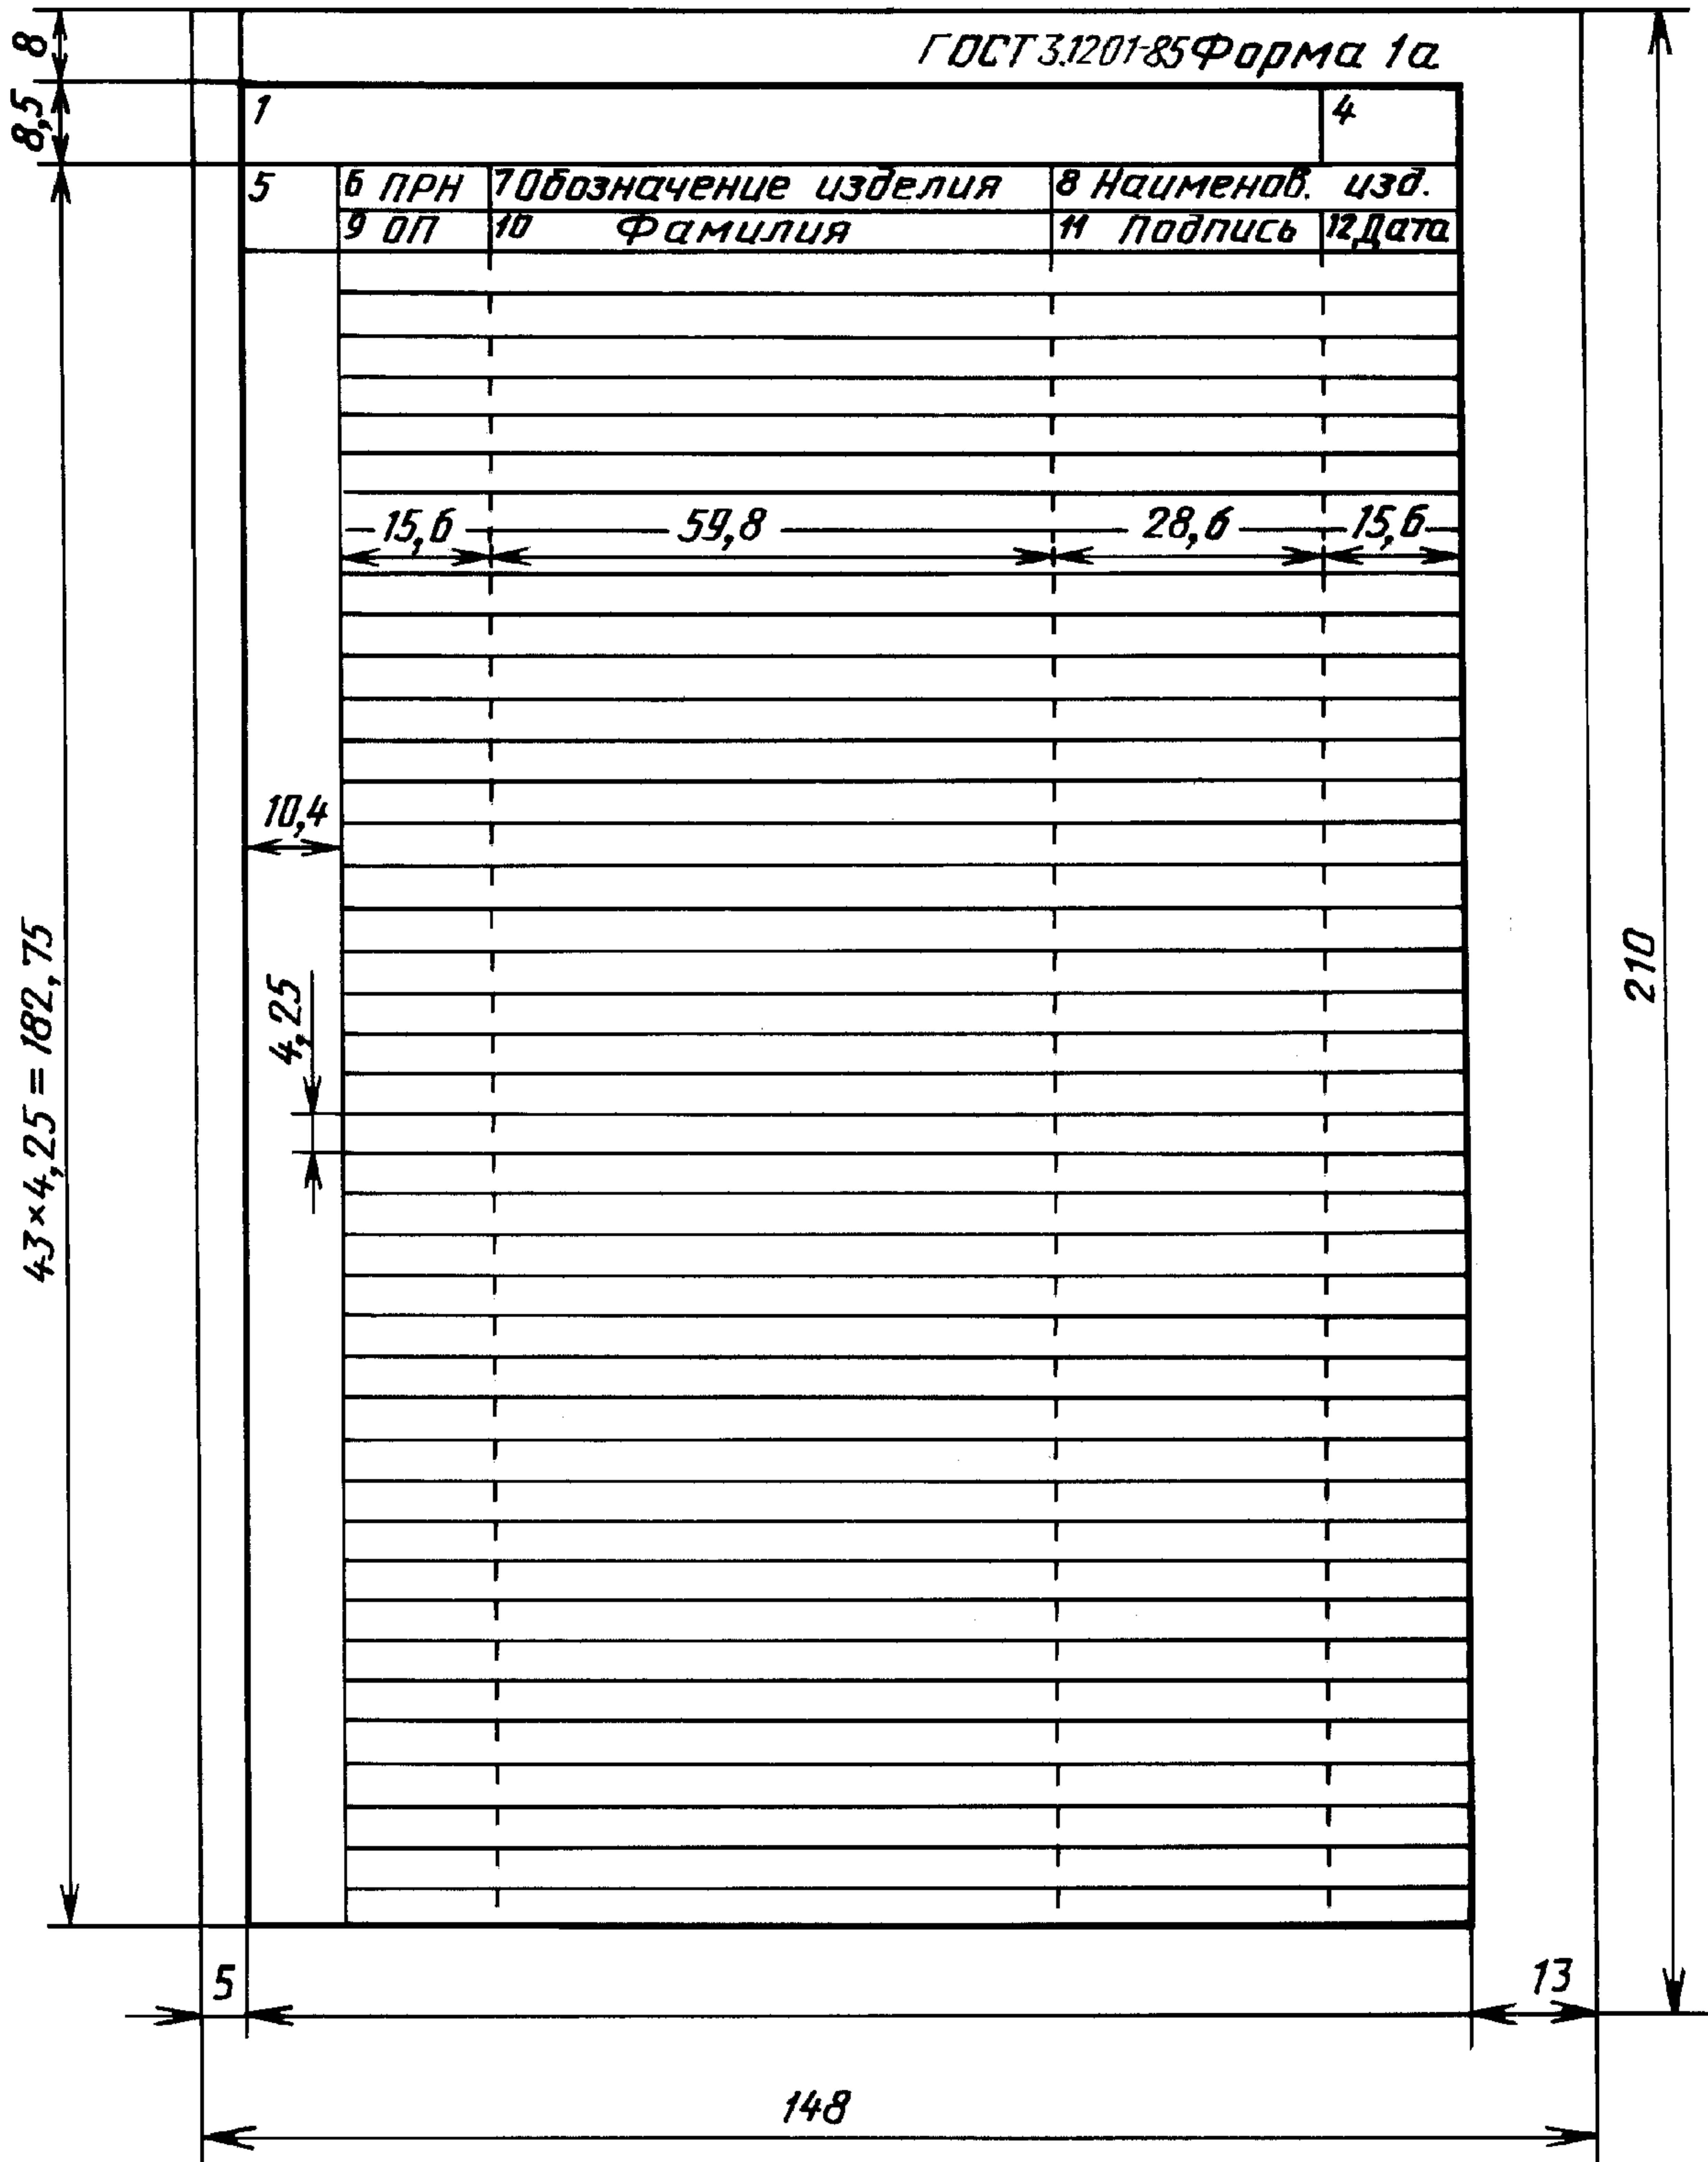 ГОСТ 3.1201-85 Форма 1а
8
8,5
1 4
5 6 ПРН 7 Обозначение изделия 8 Наименов. изд.
9 ОП 10 Фамилия 11 Подпись 12 Дата
15,6 59,8 28,6 15,6
10,4
4,25
43×4,25=182,75
210
5 13
148